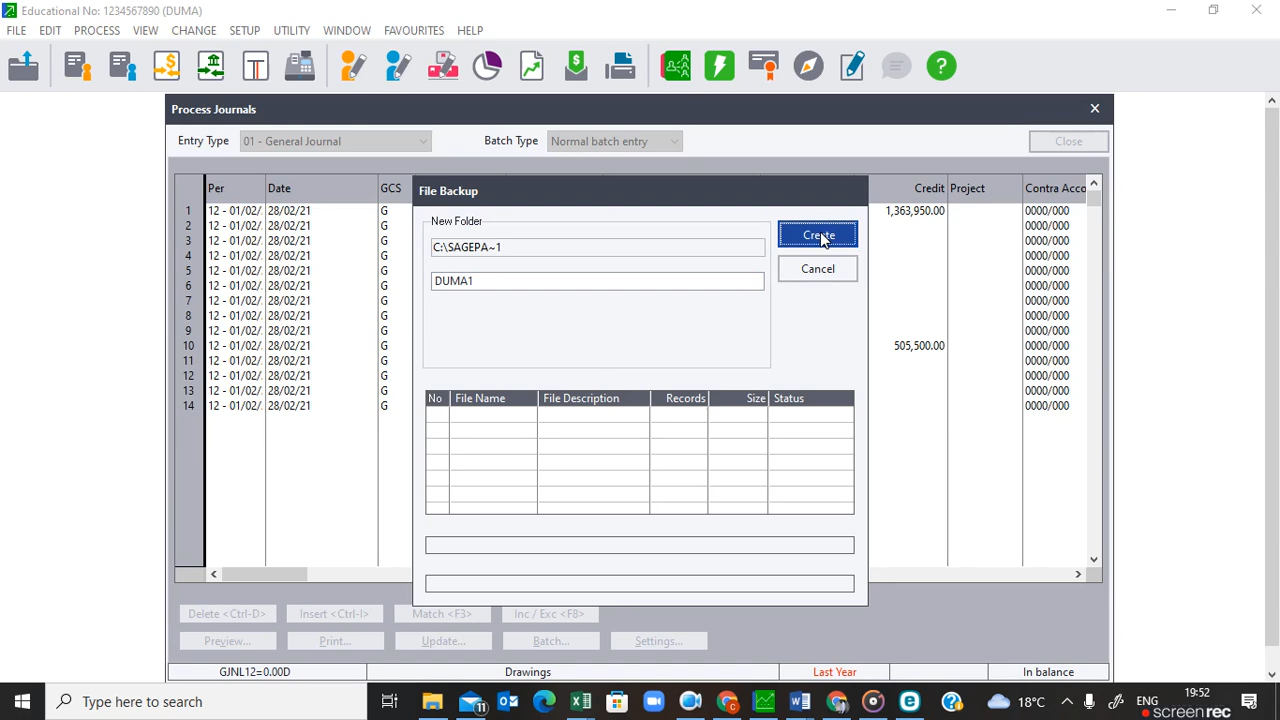 Educational No: 1234567890 (DUMA)
FILE EDIT PROCESS VIEW CHANGE SETUP UTILITY WINDOW FAVOURITES HELP
Process Journals
Entry Type 01 - General Journal Batch Type Normal batch entry Close
Per Date GCS Credit Project Contra Acco
1 12 - 01/02/ 28/02/21 G 1,363,950.00 0000/000
2 12 - 01/02/ 28/02/21 G 0000/000
3 12 - 01/02/ 28/02/21 G 0000/000
4 12 - 01/02/ 28/02/21 G 0000/000
5 12 - 01/02/ 28/02/21 G 0000/000
6 12 - 01/02/ 28/02/21 G 0000/000
7 12 - 01/02/ 28/02/21 G 0000/000
8 12 - 01/02/ 28/02/21 G 0000/000
9 12 - 01/02/ 28/02/21 G 0000/000
10 12 - 01/02/ 28/02/21 G 505,500.00 0000/000
11 12 - 01/02/ 28/02/21 G 0000/000
12 12 - 01/02/ 28/02/21 G 0000/000
13 12 - 01/02/ 28/02/21 G 0000/000
14 12 - 01/02/ 28/02/21 G 0000/000
File Backup
New Folder
Create
C:\SAGEPA~1
Cancel
DUMA1
No File Name File Description Records Size Status
Delete <Ctrl-D> Insert <Ctrl-I> Match <F3> Inc / Exc <F8>
Preview... Print... Update... Batch... Settings...
GJNL12=0.00D Drawings Last Year In balance
Type here to search 11 18°C ENG 19:52
screenrec